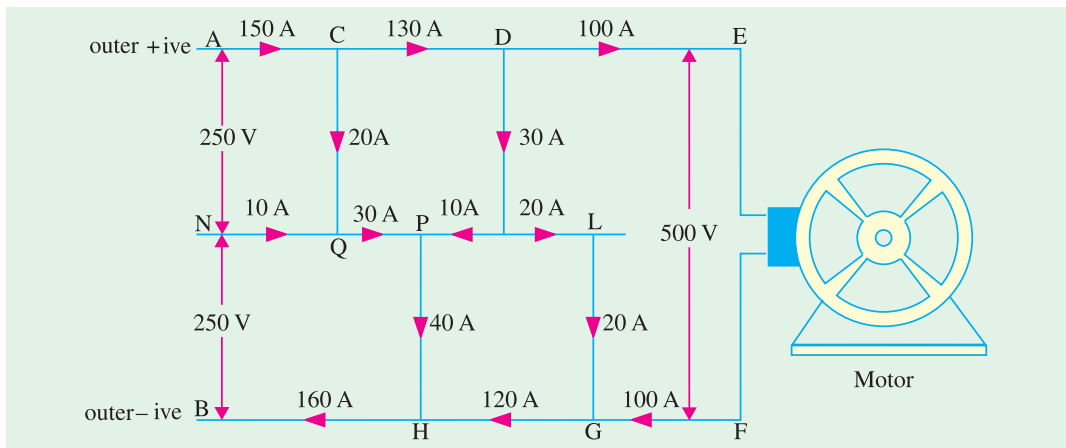 150 A
C
130 A
D
100 A
E
outer +ive A
250 V
20A
30 A
N
10 A
30 A
P
10A
20 A
L
Q
500 V
250 V
40 A
20 A
Motor
outer– ive B
160 A
120 A
100 A
H
G
F